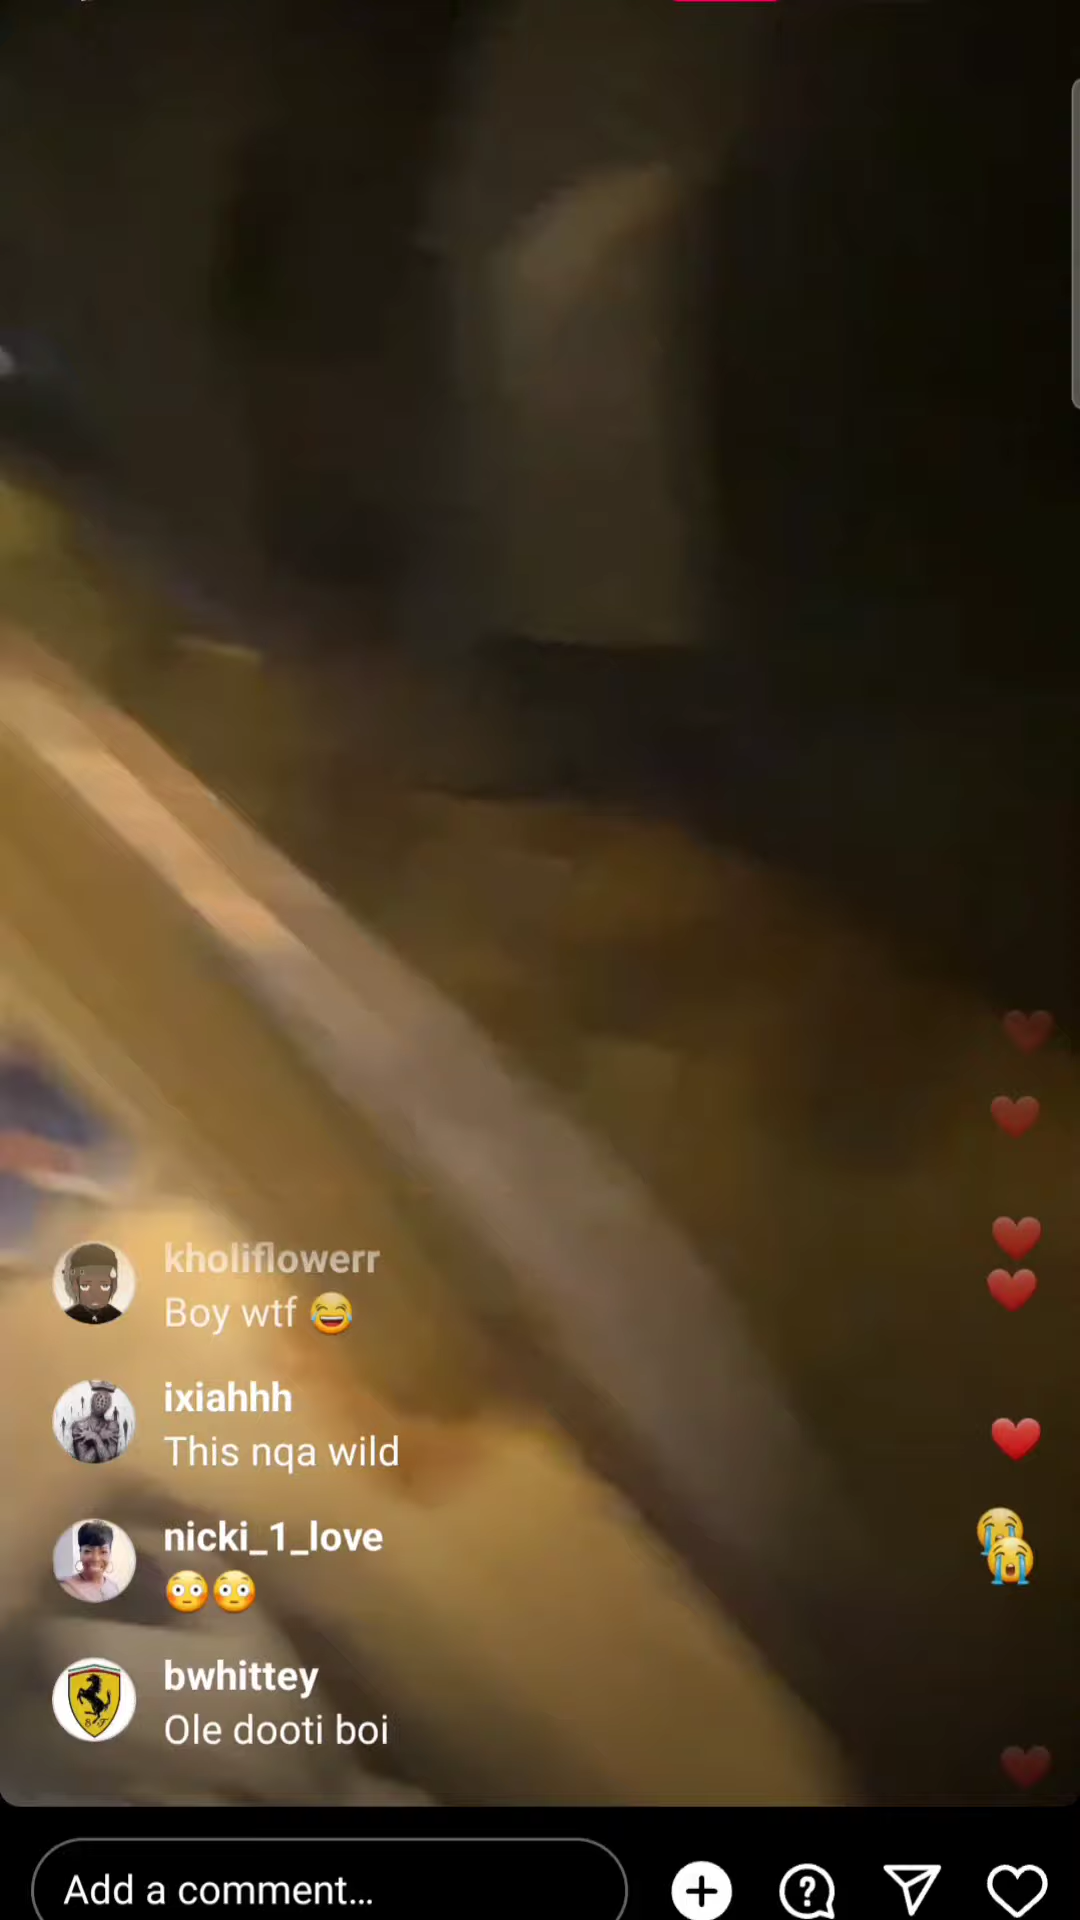 kholiflowerr
Boy wtf 😂
ixiahhh
This nqa wild
nicki_1_love
😳😳
bwhittey
Ole dooti boi
Add a comment...